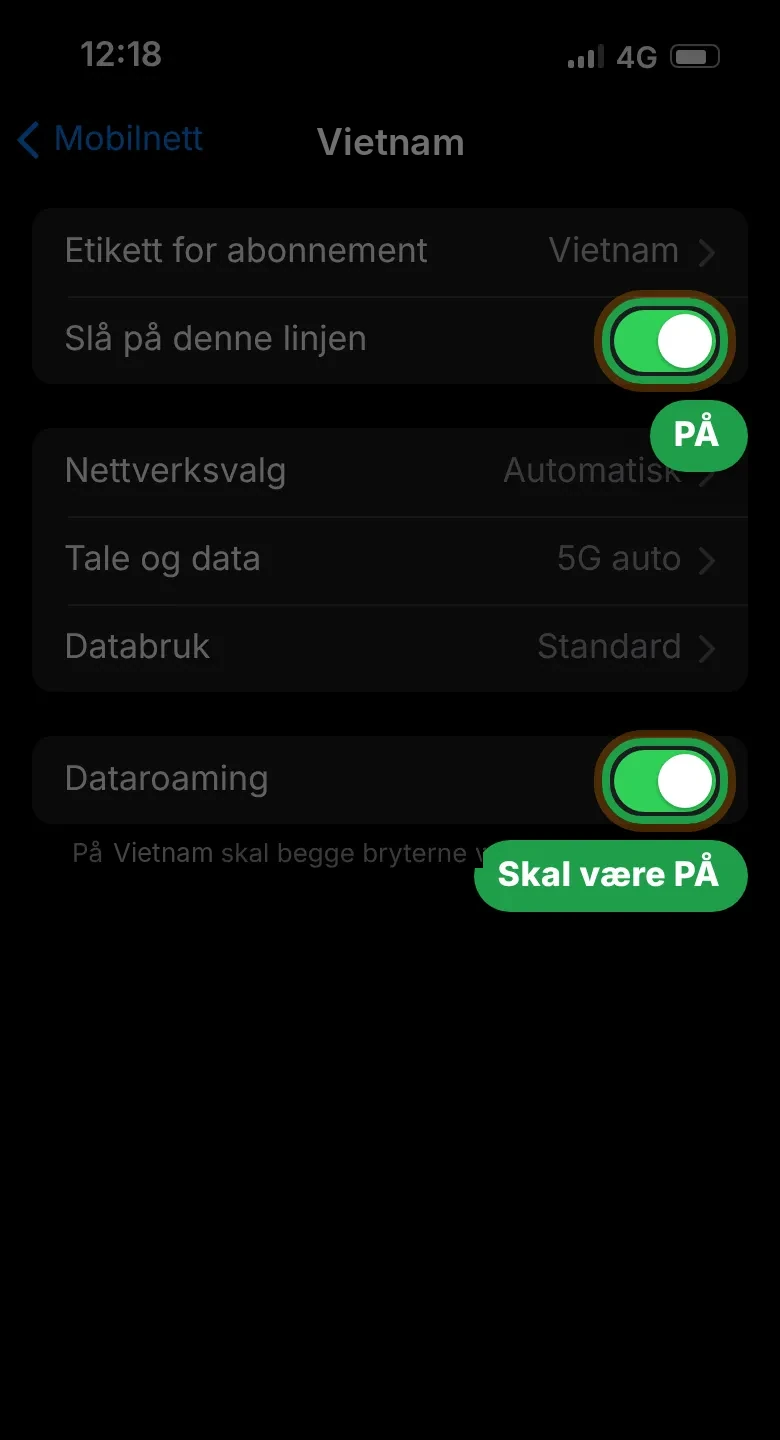 12:18
4G
Mobilnett
Vietnam
Etikett for abonnement
Vietnam
Slå på denne linjen
PÅ
Nettverksvalg
Automatisk
Tale og data
5G auto
Databruk
Standard
Dataroaming
På Vietnam skal begge bryterne
Skal være PÅ